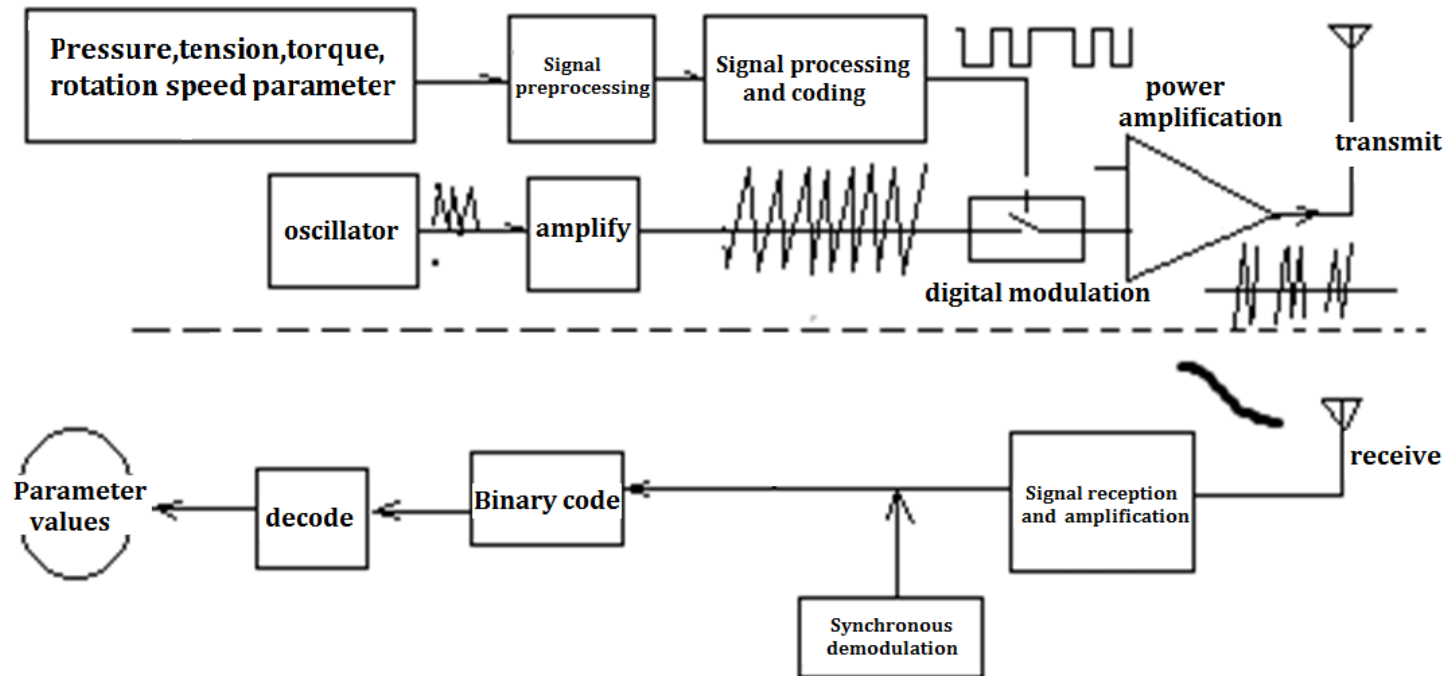 Pressure,tension,torque,
rotation speed parameter
Signal
preprocessing
Signal processing
and coding
power
amplification
transmit
oscillator
amplify
digital modulation
receive
Parameter
values
decode
Binary code
Signal reception
and amplification
Synchronous
demodulation